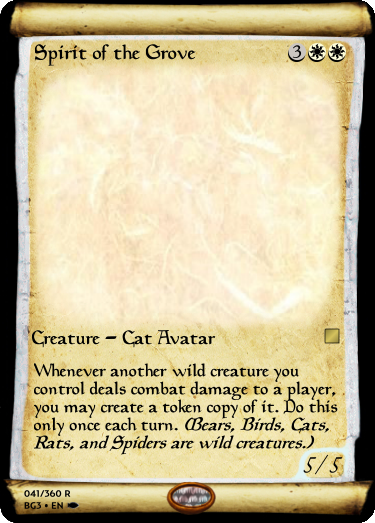 Spirit of the Grove 3
Creature – Cat Avatar
Whenever another wild creature you
control deals combat damage to a player,
you may create a token copy of it. Do this
only once each turn. (Bears, Birds, Cats,
Rats, and Spiders are wild creatures.)
5/5
041/360 R
BG3 • EN